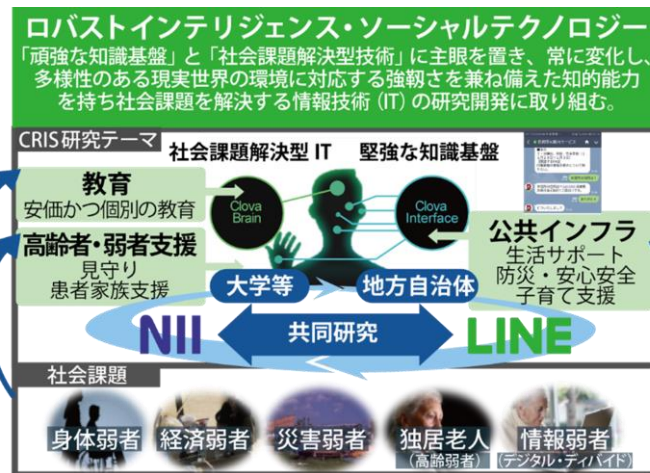 ロバストインテリジェンス・ソーシャルテクノロジー
「頑強な知識基盤」と「社会課題解決型技術」に主眼を置き、常に変化し、
多様性のある現実世界の環境に対応する強靱さを兼ね備えた知的能力
を持ち社会課題を解決する情報技術(IT)の研究開発に取り組む。
CRIS研究テーマ
社会課題解決型 IT
堅強な知識基盤
教育
安価かつ個別の教育
Clova
Brain
Clova
Interface
高齢者・弱者支援
見守り
患者家族支援
公共インフラ
生活サポート
防災・安心安全
子育て支援
大学等
地方自治体
NII
共同研究
LINE
社会課題
身体弱者
経済弱者
災害弱者
独居老人
(高齢弱者)
情報弱者
(デジタル・ディバイド)